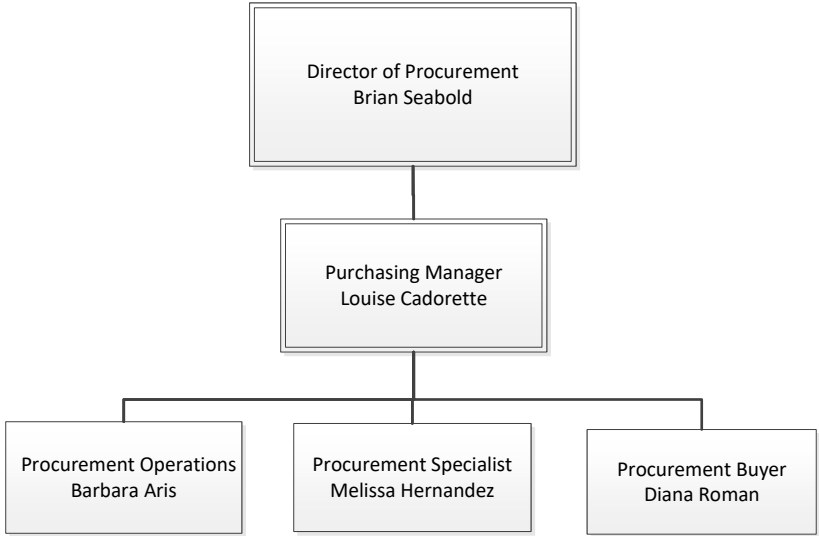 Director of Procurement
Brian Seabold
Purchasing Manager
Louise Cadorette
Procurement Operations
Barbara Aris
Procurement Specialist
Melissa Hernandez
Procurement Buyer
Diana Roman